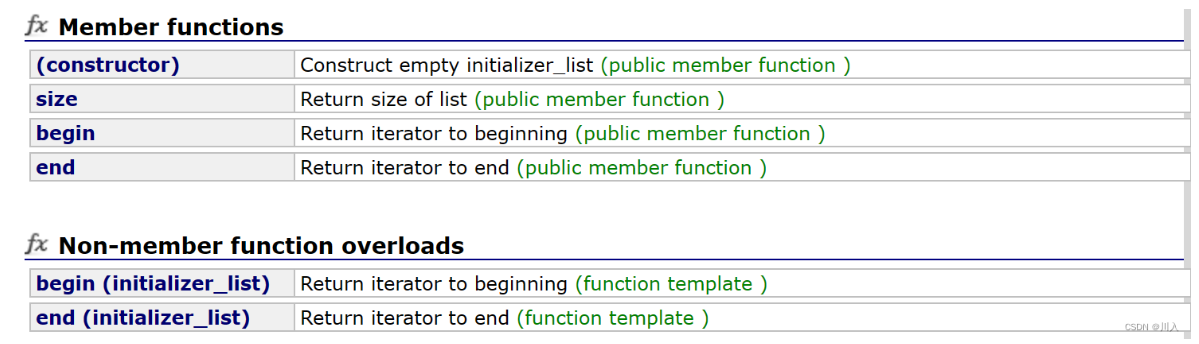 fx Member functions
(constructor) Construct empty initializer_list (public member function )
size Return size of list (public member function )
begin Return iterator to beginning (public member function )
end Return iterator to end (public member function )
fx Non-member function overloads
begin (initializer_list) Return iterator to beginning (function template )
end (initializer_list) Return iterator to end (function template )
CSDN @川入